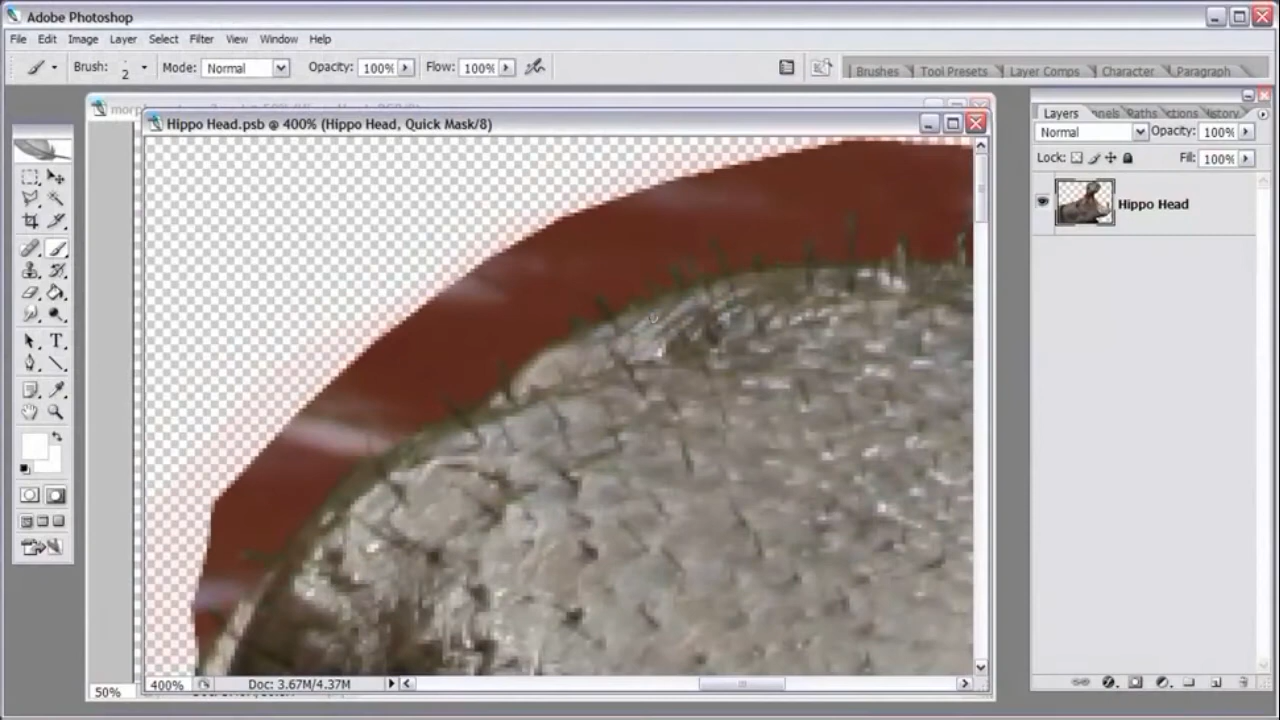 Adobe Photoshop
File Edit Image Layer Select Filter View Window Help
Brush: 2 Mode: Normal Opacity: 100% Flow: 100% Brushes Tool Presets Layer Comps Character Paragraph
Hippo Head.psb @ 400% (Hippo Head, Quick Mask/8)
Layers Paths
Normal Opacity: 100%
Lock: Fill: 100%
Hippo Head
T
400% Doc: 3.67M/4.37M
50%